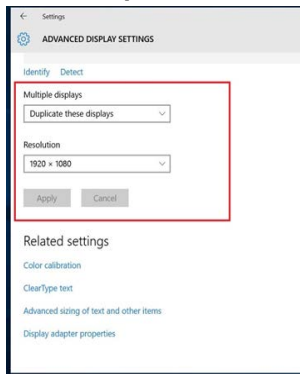 Settings
ADVANCED DISPLAY SETTINGS
Identify Detect
Multiple displays
Duplicate these displays
Resolution
1920 × 1080
Apply Cancel
Related settings
Color calibration
ClearType text
Advanced sizing of text and other items
Display adapter properties